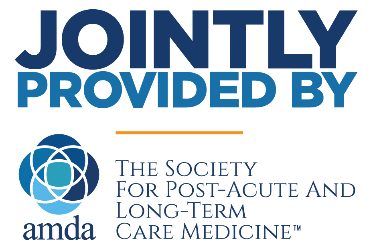 JOINTLY
PROVIDED BY
amda
THE SOCIETY
FOR POST-ACUTE AND
LONG-TERM
CARE MEDICINE™